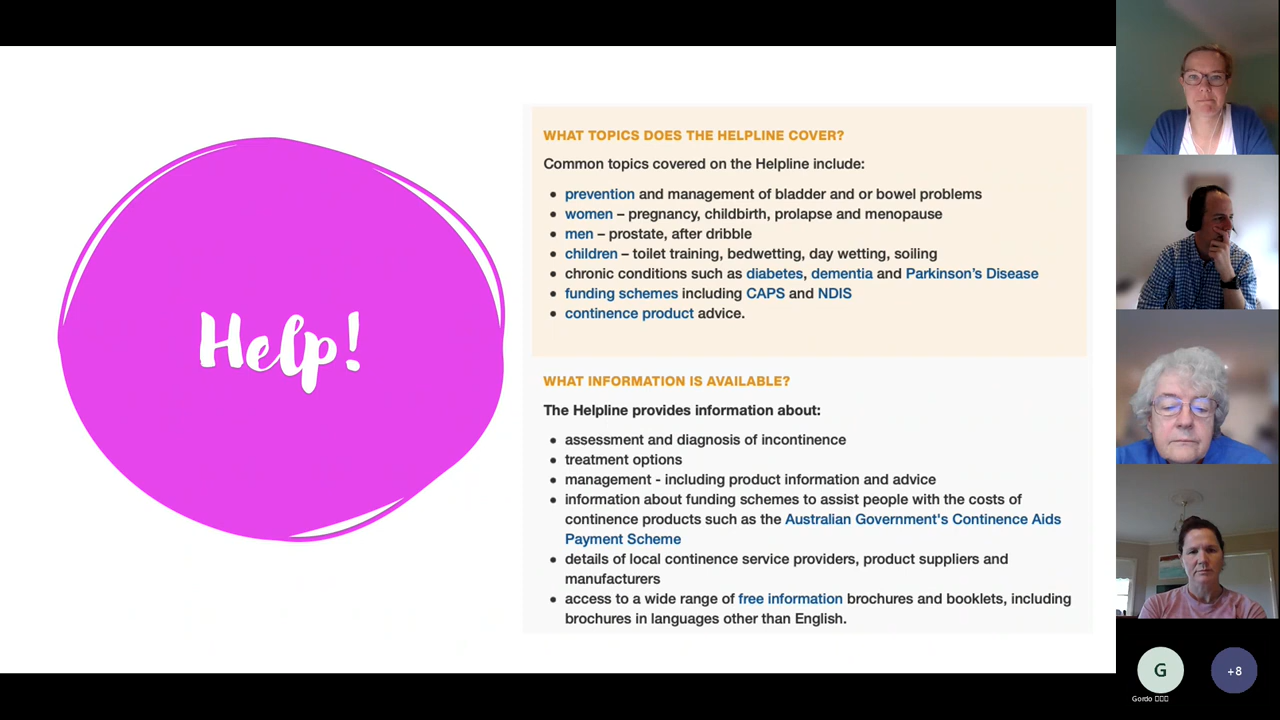 Help!
WHAT TOPICS DOES THE HELPLINE COVER?
Common topics covered on the Helpline include:
• prevention and management of bladder and or bowel problems
• women – pregnancy, childbirth, prolapse and menopause
• men – prostate, after dribble
• children – toilet training, bedwetting, day wetting, soiling
• chronic conditions such as diabetes, dementia and Parkinson's Disease
• funding schemes including CAPS and NDIS
• continence product advice.
WHAT INFORMATION IS AVAILABLE?
The Helpline provides information about:
• assessment and diagnosis of incontinence
• treatment options
• management - including product information and advice
• information about funding schemes to assist people with the costs of
continence products such as the Australian Government's Continence Aids
Payment Scheme
• details of local continence service providers, product suppliers and
manufacturers
• access to a wide range of free information brochures and booklets, including
brochures in languages other than English.
G
+8
Gordo